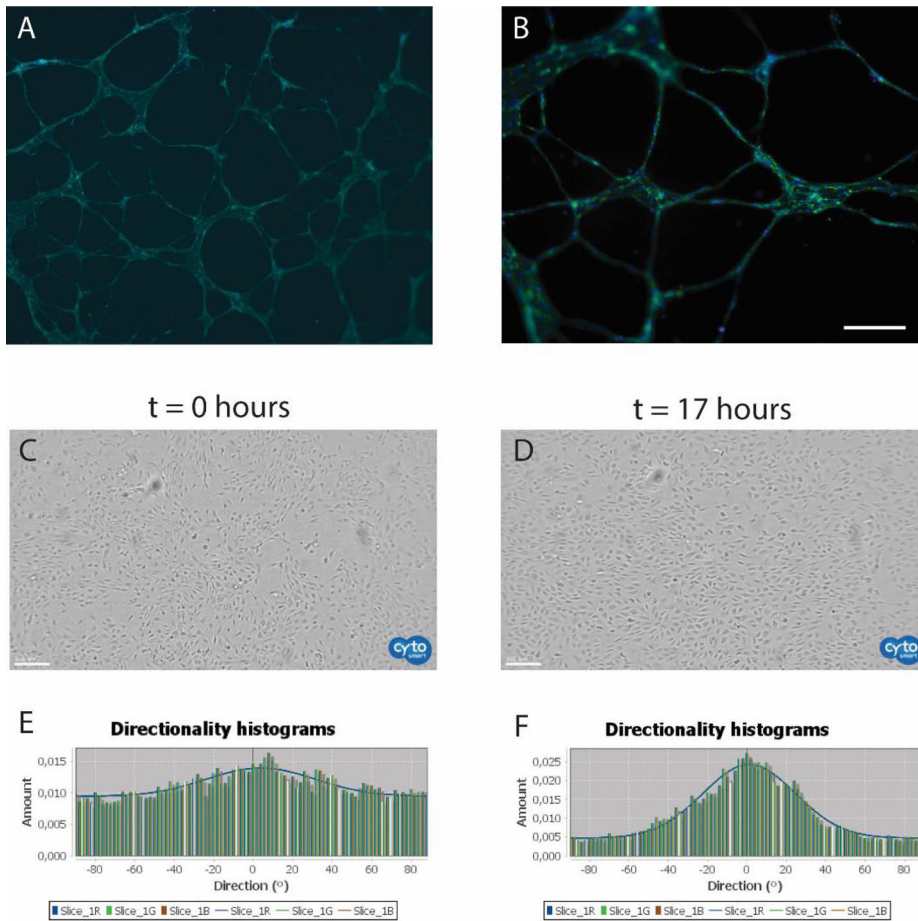 A
B
t = 0 hours
t = 17 hours
C
D
cyto
smart
cyto
smart
E
Directionality histograms
Amount
0,015
0,010
0,005
0,000
-80 -60 -40 -20 0 20 40 60 80
Direction (º)
Slice_1R Slice_1G Slice_1B Slice_1R Slice_1G Slice_1B
F
Directionality histograms
Amount
0,025
0,020
0,015
0,010
0,005
0,000
-80 -60 -40 -20 0 20 40 60 80
Direction (º)
Slice_1R Slice_1G Slice_1B Slice_1R Slice_1G Slice_1B